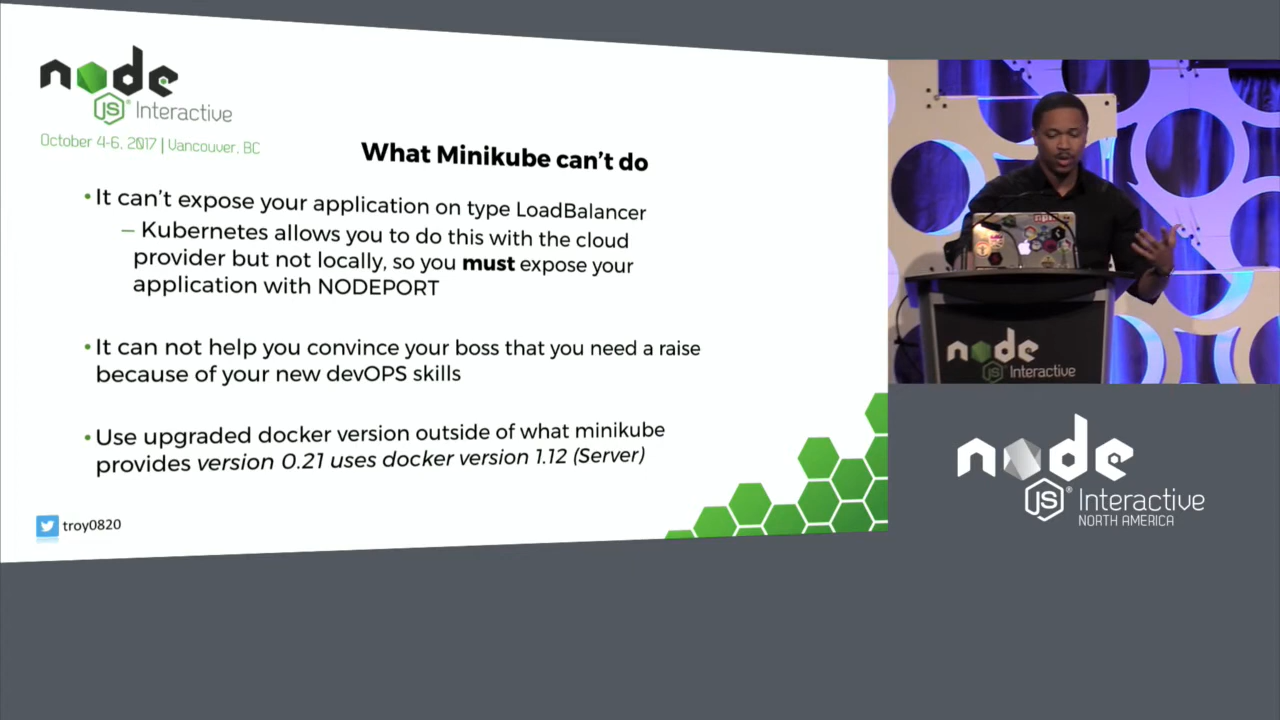 node
JS Interactive
October 4-6, 2017 | Vancouver, BC
What Minikube can't do
• It can't expose your application on type LoadBalancer
– Kubernetes allows you to do this with the cloud
provider but not locally, so you must expose your
application with NODEPORT
• It can not help you convince your boss that you need a raise
because of your new devOPS skills
• Use upgraded docker version outside of what minikube
provides version 0.21 uses docker version 1.12 (Server)
troy0820
node
JS Interactive
node
JS Interactive
NORTH AMERICA